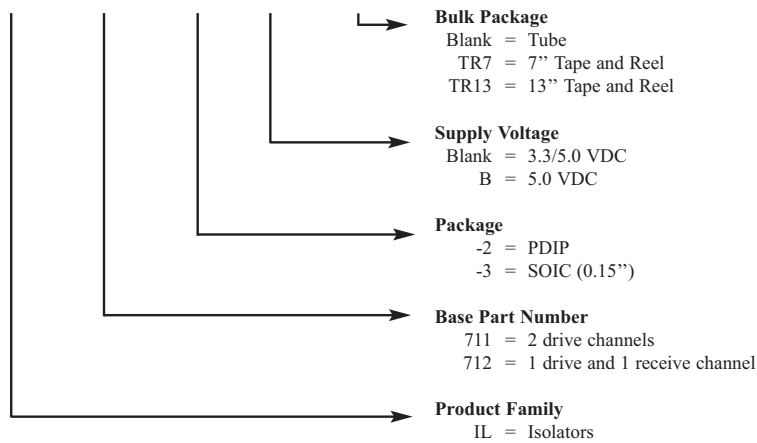 Bulk Package
Blank = Tube
TR7 = 7’’ Tape and Reel
TR13 = 13’’ Tape and Reel
Supply Voltage
Blank = 3.3/5.0 VDC
B = 5.0 VDC
Package
-2 = PDIP
-3 = SOIC (0.15’’)
Base Part Number
711 = 2 drive channels
712 = 1 drive and 1 receive channel
Product Family
IL = Isolators